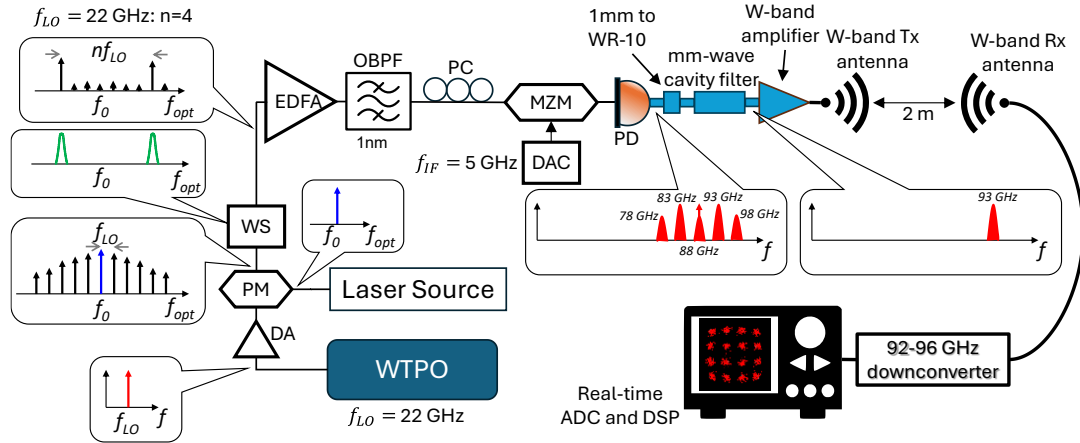 f_LO = 22 GHz: n=4
nf_LO
f_0
f_opt
f_0
f_opt
f_LO
f_0
f_opt
f_LO
f
WS
PM
DA
WTPO
f_LO = 22 GHz
Laser Source
f_0
f_opt
EDFA
OBPF
1nm
PC
MZM
DAC
f_IF = 5 GHz
1mm to
WR-10
PD
mm-wave
cavity filter
W-band
amplifier
W-band Tx
antenna
2 m
W-band Rx
antenna
78 GHz
83 GHz
88 GHz
93 GHz
98 GHz
f
93 GHz
f
92-96 GHz
downconverter
Real-time
ADC and DSP